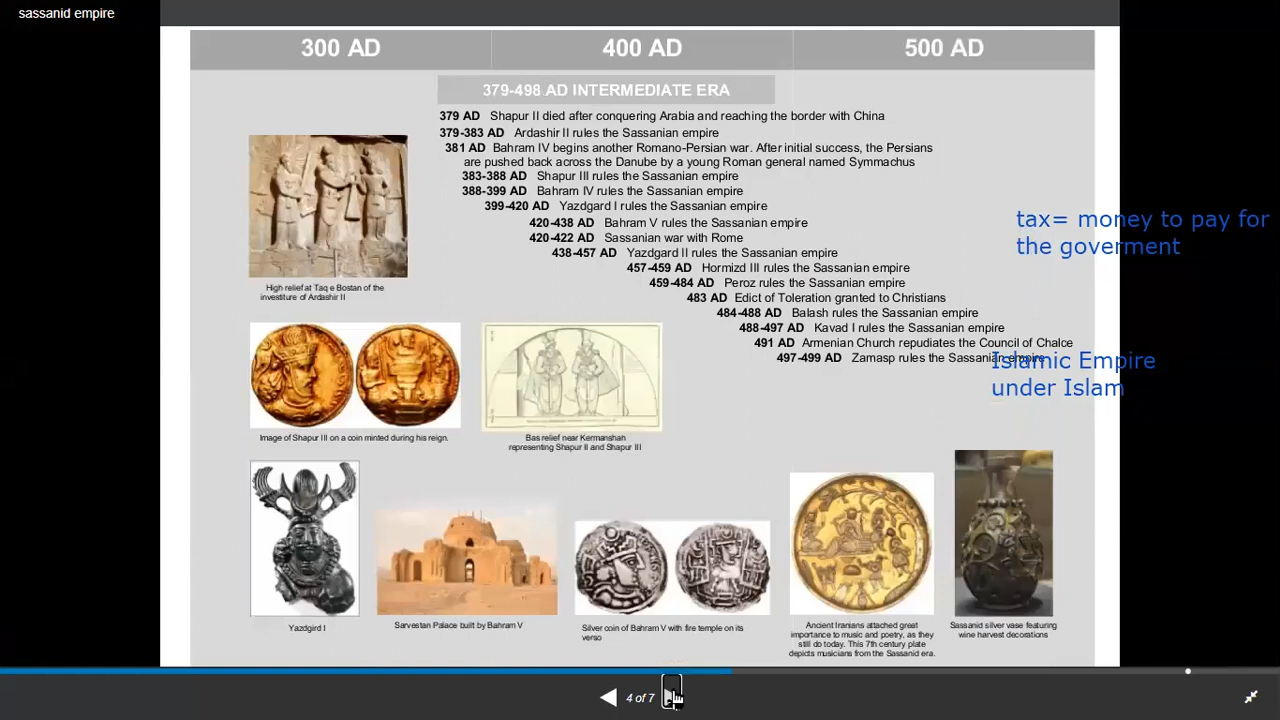 sassanid empire
300 AD
400 AD
500 AD
379-498 AD INTERMEDIATE ERA
379 AD Shapur II died after conquering Arabia and reaching the border with China
379-383 AD Ardashir II rules the Sassanian empire
381 AD Bahram IV begins another Romano-Persian war. After initial success, the Persians
are pushed back across the Danube by a young Roman general named Symmachus
383-388 AD Shapur III rules the Sassanian empire
388-399 AD Bahram IV rules the Sassanian empire
399-420 AD Yazdgard I rules the Sassanian empire
420-438 AD Bahram V rules the Sassanian empire
420-422 AD Sassanian war with Rome
438-457 AD Yazdgard II rules the Sassanian empire
457-459 AD Hormizd III rules the Sassanian empire
459-484 AD Peroz rules the Sassanian empire
483 AD Edict of Toleration granted to Christians
484-488 AD Balash rules the Sassanian empire
488-497 AD Kavad I rules the Sassanian empire
491 AD Armenian Church repudiates the Council of Chalce
497-499 AD Zamasp rules the Sassanian empire
tax= money to pay for
the goverment
Islamic Empire
under Islam
High relief at Taq e Bostan of the
investiture of Ardashir II
Image of Shapur III on a coin minted during his reign.
Bas relief near Kermanshah
representing Shapur II and Shapur III
Yazdgird I
Sarvestan Palace built by Bahram V
Silver coin of Bahram V with fire temple on its
verso
Ancient Iranians attached great
importance to music and poetry, as they
still do today. This 7th century plate
depicts musicians from the Sassanid era.
Sassanid silver vase featuring
wine harvest decorations
4 of 7